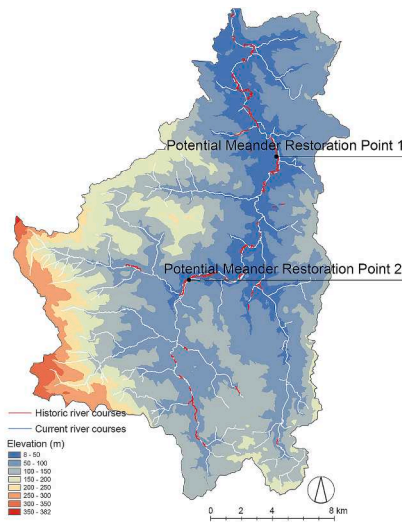 Potential Meander Restoration Point 1
Potential Meander Restoration Point 2
Historic river courses
Current river courses
Elevation (m)
6 - 50
50 - 100
100 - 150
150 - 200
200 - 250
250 - 300
300 - 350
350 - 382
0 2 4 8 km